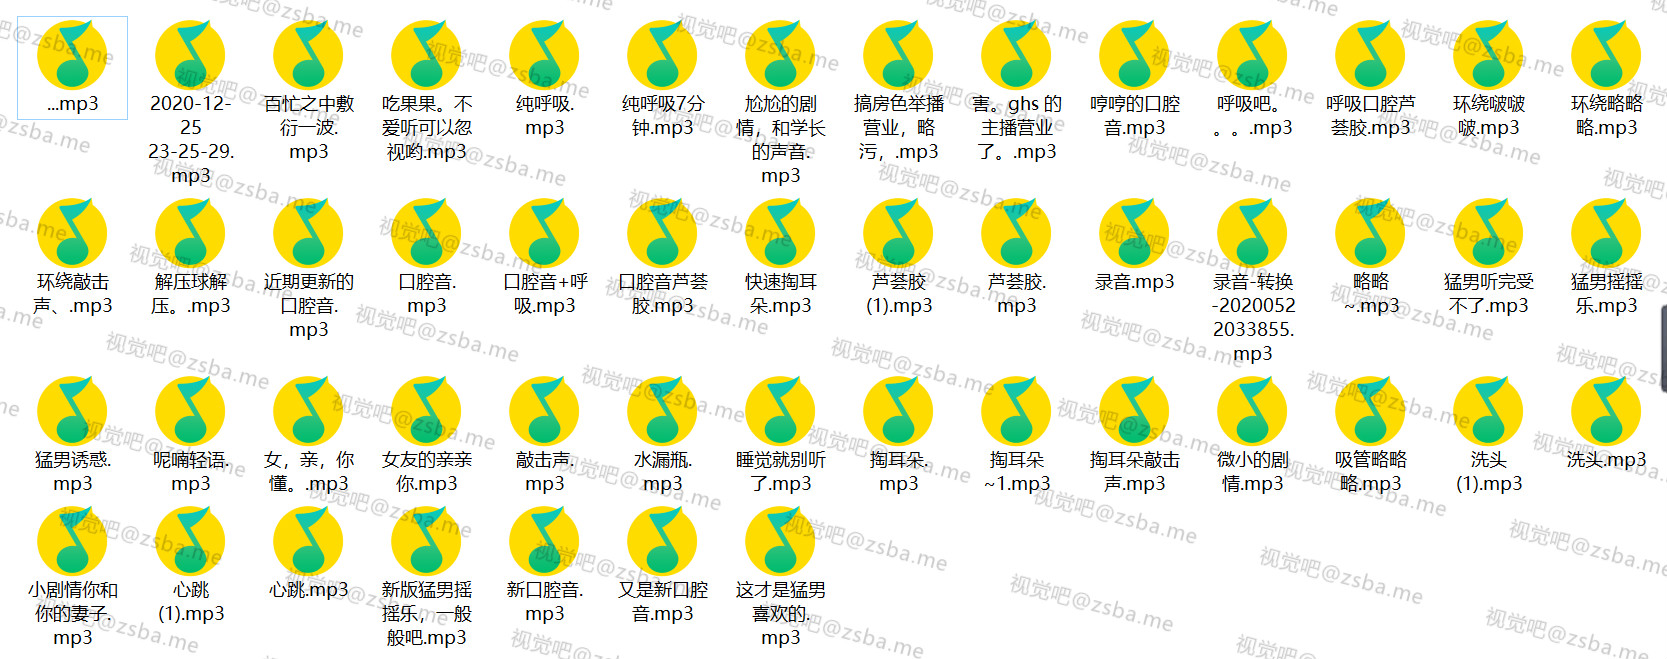 ...mp3
2020-12-
25
23-25-29.
mp3
百忙之中敷
衍一波.
mp3
吃果果。不
爱听可以忽
视哟.mp3
纯呼吸.
mp3
纯呼吸7分
钟.mp3
尬尬的剧
情，和学长
的声音.
mp3
搞房色举播
营业，略
污，.mp3
害。ghs 的
主播营业
了。.mp3
哼哼的口腔
音.mp3
呼吸吧。
。。.mp3
呼吸口腔芦
荟胶.mp3
环绕啵啵
啵.mp3
环绕略略
略.mp3
环绕敲击
声、.mp3
解压球解
压。.mp3
近期更新的
口腔音.
mp3
口腔音.
mp3
口腔音+呼
吸.mp3
口腔音芦荟
胶.mp3
快速掏耳
朵.mp3
芦荟胶
(1).mp3
芦荟胶.
mp3
录音.mp3
录音-转换
-2020052
2033855.
mp3
略略
~.mp3
猛男听完受
不了.mp3
猛男摇摇
乐.mp3
猛男诱惑.
mp3
呢喃轻语.
mp3
女，亲，你
懂。.mp3
女友的亲亲
你.mp3
敲击声.
mp3
水漏瓶.
mp3
睡觉就别听
了.mp3
掏耳朵.
mp3
掏耳朵
~1.mp3
掏耳朵敲击
声.mp3
微小的剧
情.mp3
吸管略略
略.mp3
洗头
(1).mp3
洗头.mp3
小剧情你和
你的妻子.
mp3
心跳
(1).mp3
心跳.mp3
新版猛男摇
摇乐，一般
般吧.mp3
新口腔音.
mp3
又是新口腔
音.mp3
这才是猛男
喜欢的.
mp3
视觉吧@zsba.me